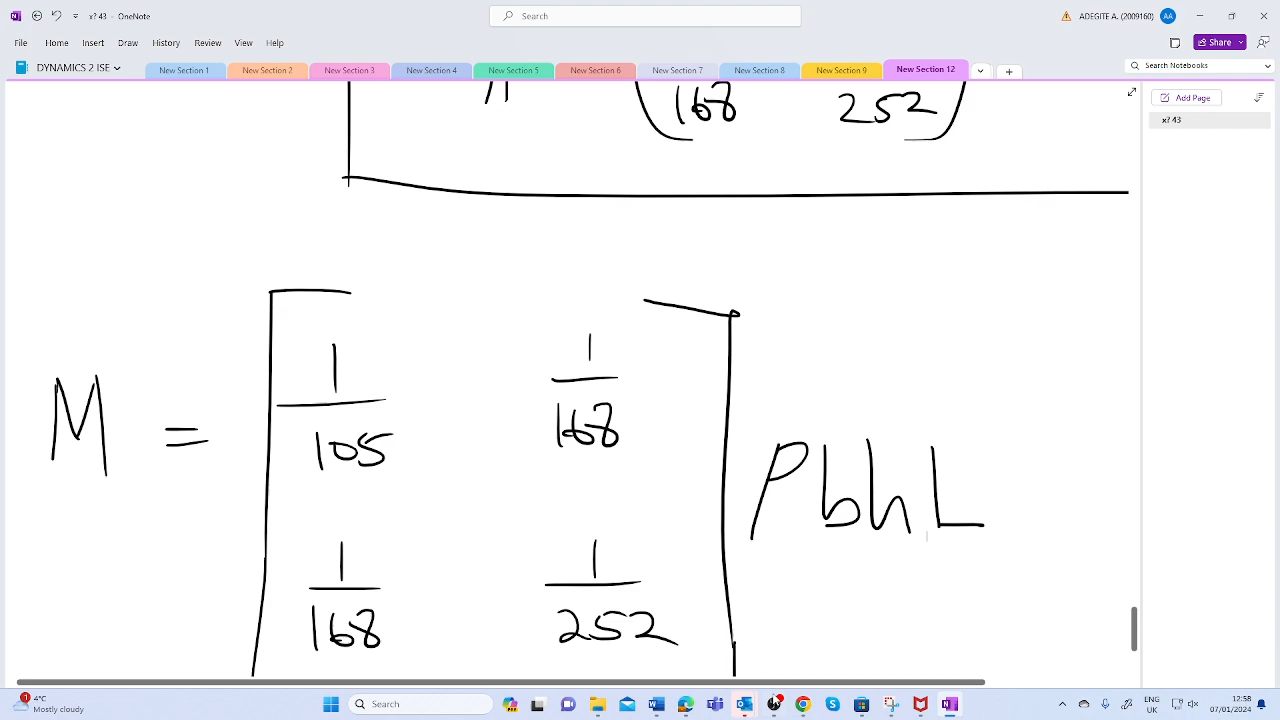 x²43 - OneNote
Search
ADEGITE A. (2009160) AA
File Home Insert Draw History Review View Help
Share
DYNAMICS 2 ISE
New Section 1 New Section 2 New Section 3 New Section 4 New Section 5 New Section 6 New Section 7 New Section 8 New Section 9 New Section 12
Search Notebooks
Add Page
43
168 252
M = [ 1/105 1/168
1/168 1/252 ] PbhL
4°C
Mostly cloudy
Search
ENG
UK
12:58
07/01/2024